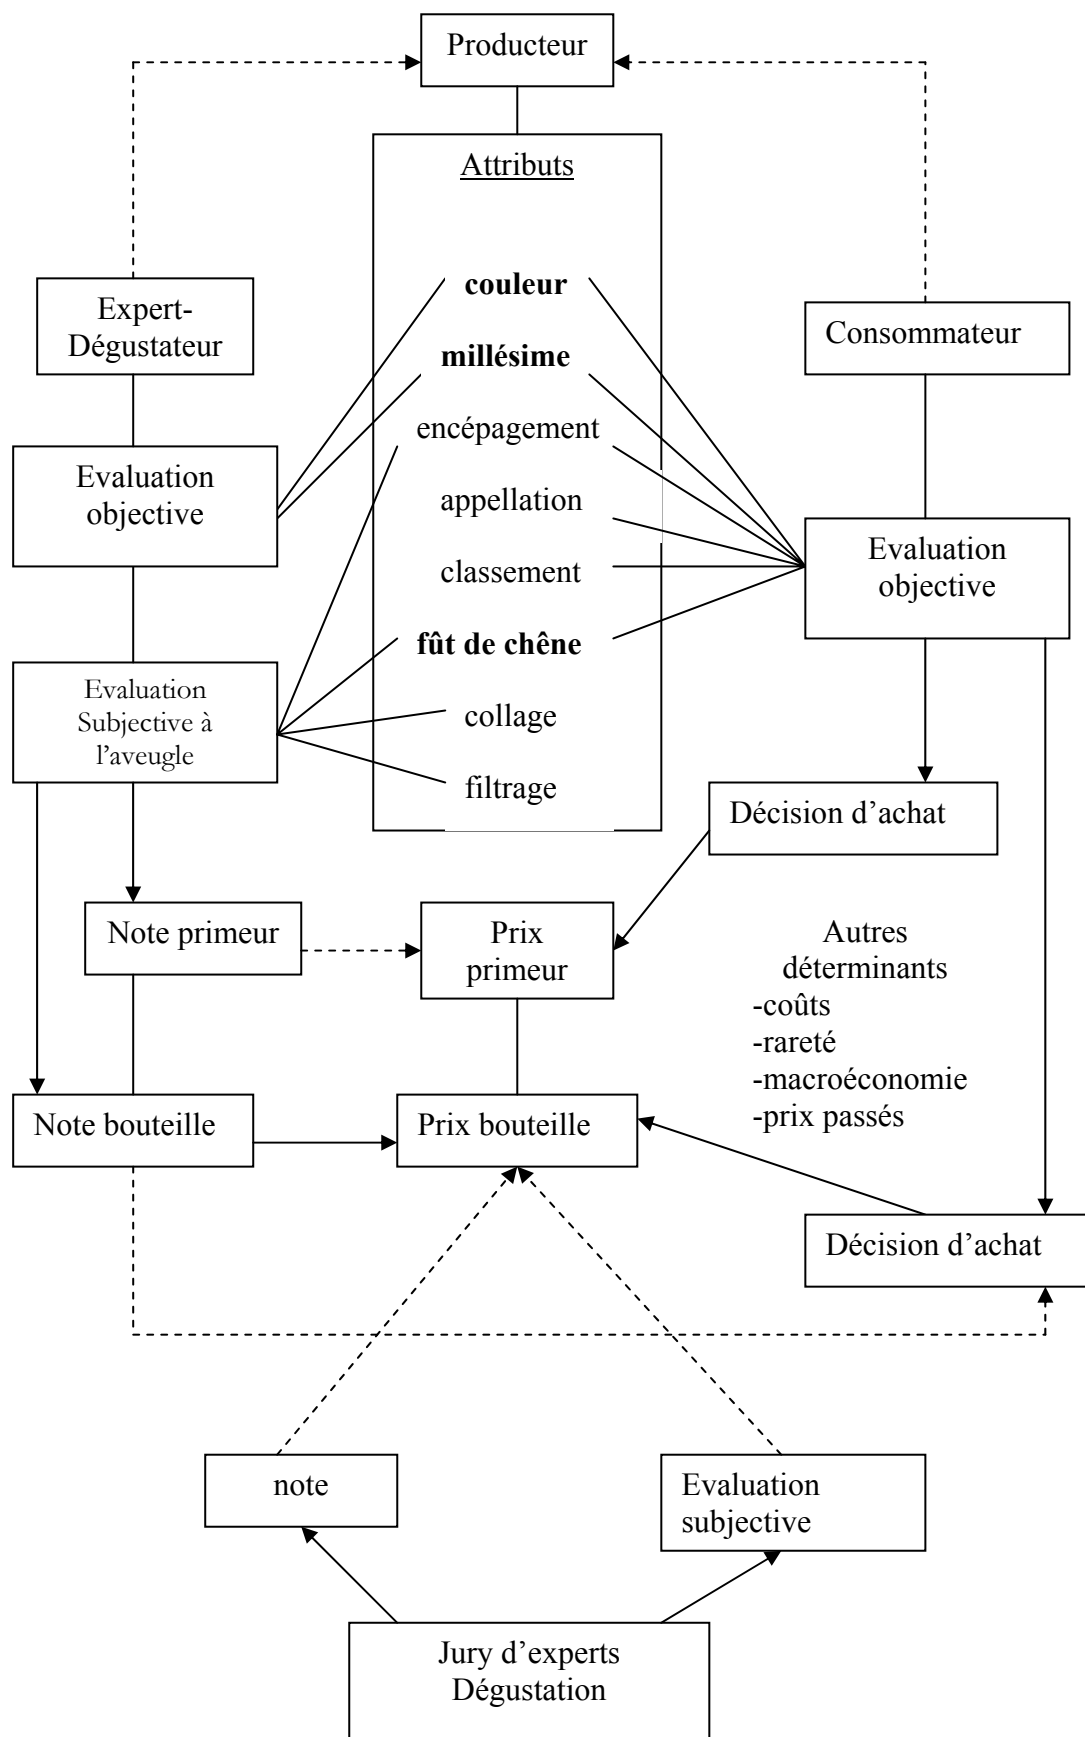 Producteur
Attributs
couleur
Expert-
Dégustateur
Consommateur
millésime
encépagement
Evaluation
objective
appellation
Evaluation
objective
classement
fût de chêne
Evaluation
Subjective à
l'aveugle
collage
filtrage
Décision d'achat
Note primeur
Prix
primeur
Autres
déterminants
-coûts
-rareté
-macroéconomie
-prix passés
Note bouteille
Prix bouteille
Décision d'achat
note
Evaluation
subjective
Jury d'experts
Dégustation